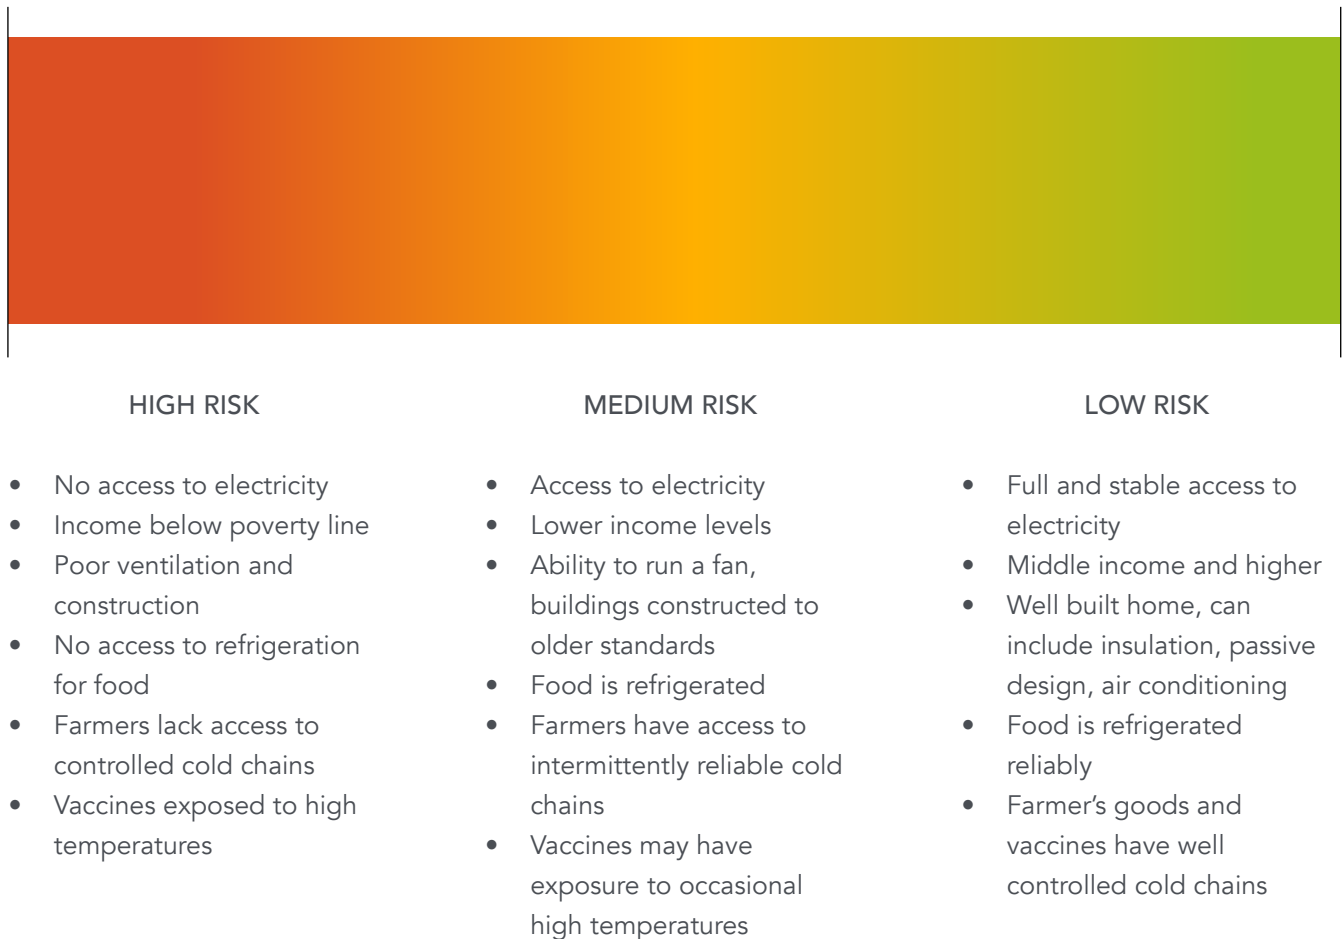 HIGH RISK
• No access to electricity
• Income below poverty line
• Poor ventilation and
construction
• No access to refrigeration
for food
• Farmers lack access to
controlled cold chains
• Vaccines exposed to high
temperatures
MEDIUM RISK
• Access to electricity
• Lower income levels
• Ability to run a fan,
buildings constructed to
older standards
• Food is refrigerated
• Farmers have access to
intermittently reliable cold
chains
• Vaccines may have
exposure to occasional
high temperatures
LOW RISK
• Full and stable access to
electricity
• Middle income and higher
• Well built home, can
include insulation, passive
design, air conditioning
• Food is refrigerated
reliably
• Farmer’s goods and
vaccines have well
controlled cold chains